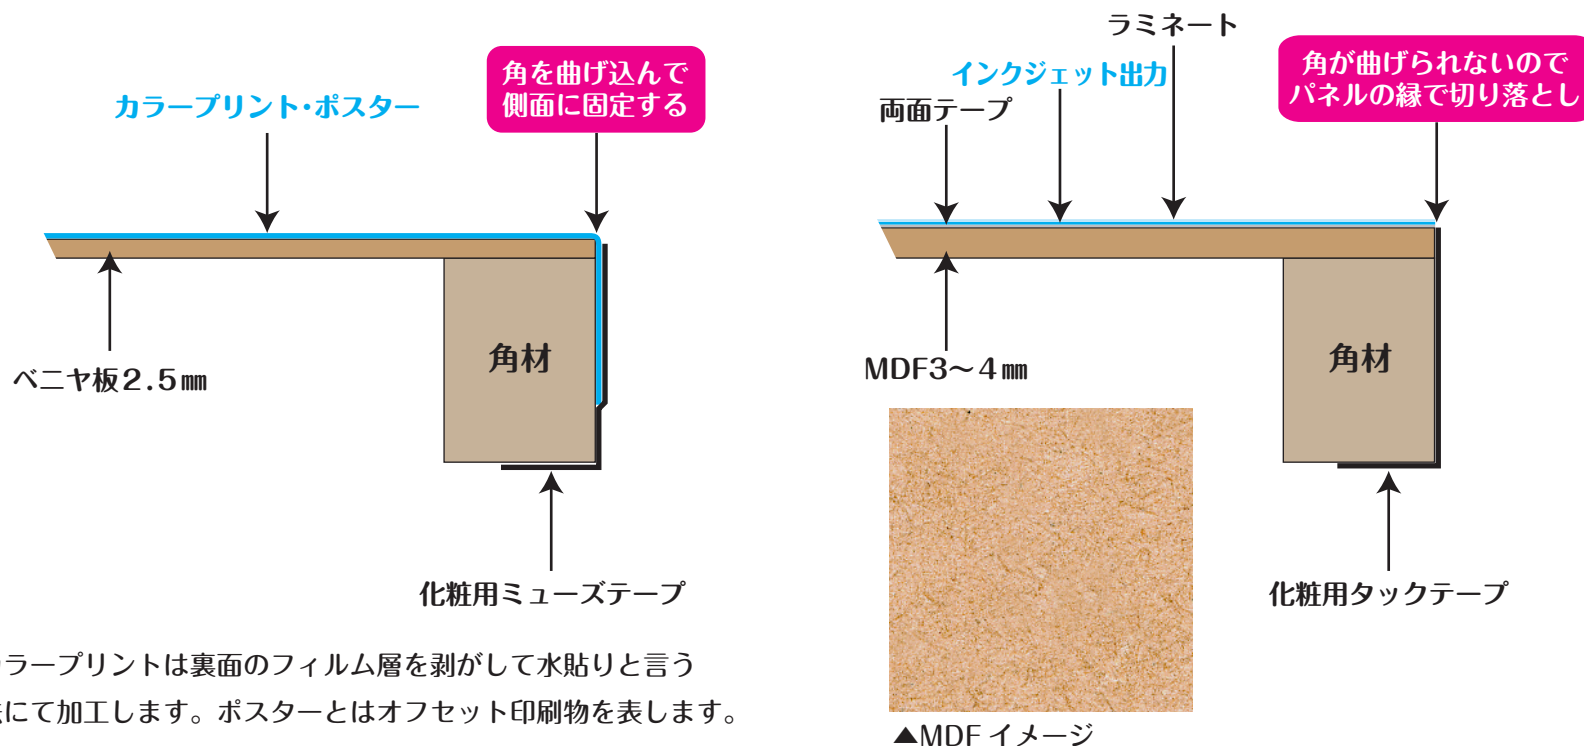 カラープリント・ポスター
角を曲げ込んで
側面に固定する
ベニヤ板2.5㎜
角材
化粧用ミューズテープ
ラープリントは裏面のフィルム層を剥がして水貼りと言う
にて加工します。ポスターとはオフセット印刷物を表します。
ラミネート
インクジェット出力
両面テープ
角が曲げられないので
パネルの縁で切り落とし
MDF3〜4㎜
角材
化粧用タックテープ
▲MDFイメージ